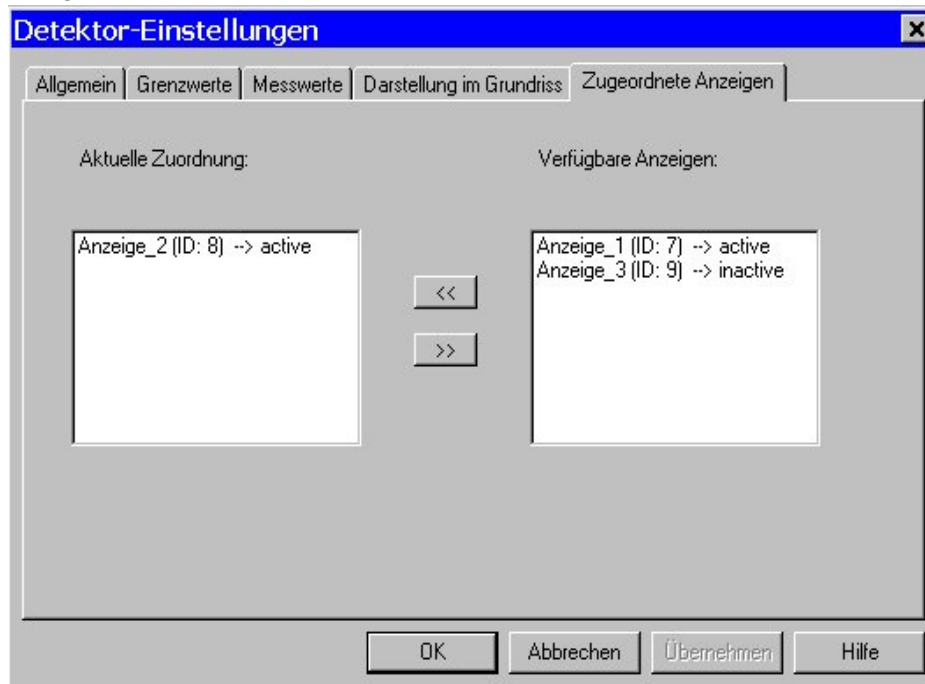 Detektor-Einstellungen
Allgemein Grenzwerte Messwerte Darstellung im Grundriss Zugeordnete Anzeigen
Aktuelle Zuordnung: Verfügbare Anzeigen:
Anzeige_2 (ID: 8) --> active Anzeige_1 (ID: 7) --> active
Anzeige_3 (ID: 9) --> inactive
<<
>>
OK Abbrechen Übernehmen Hilfe